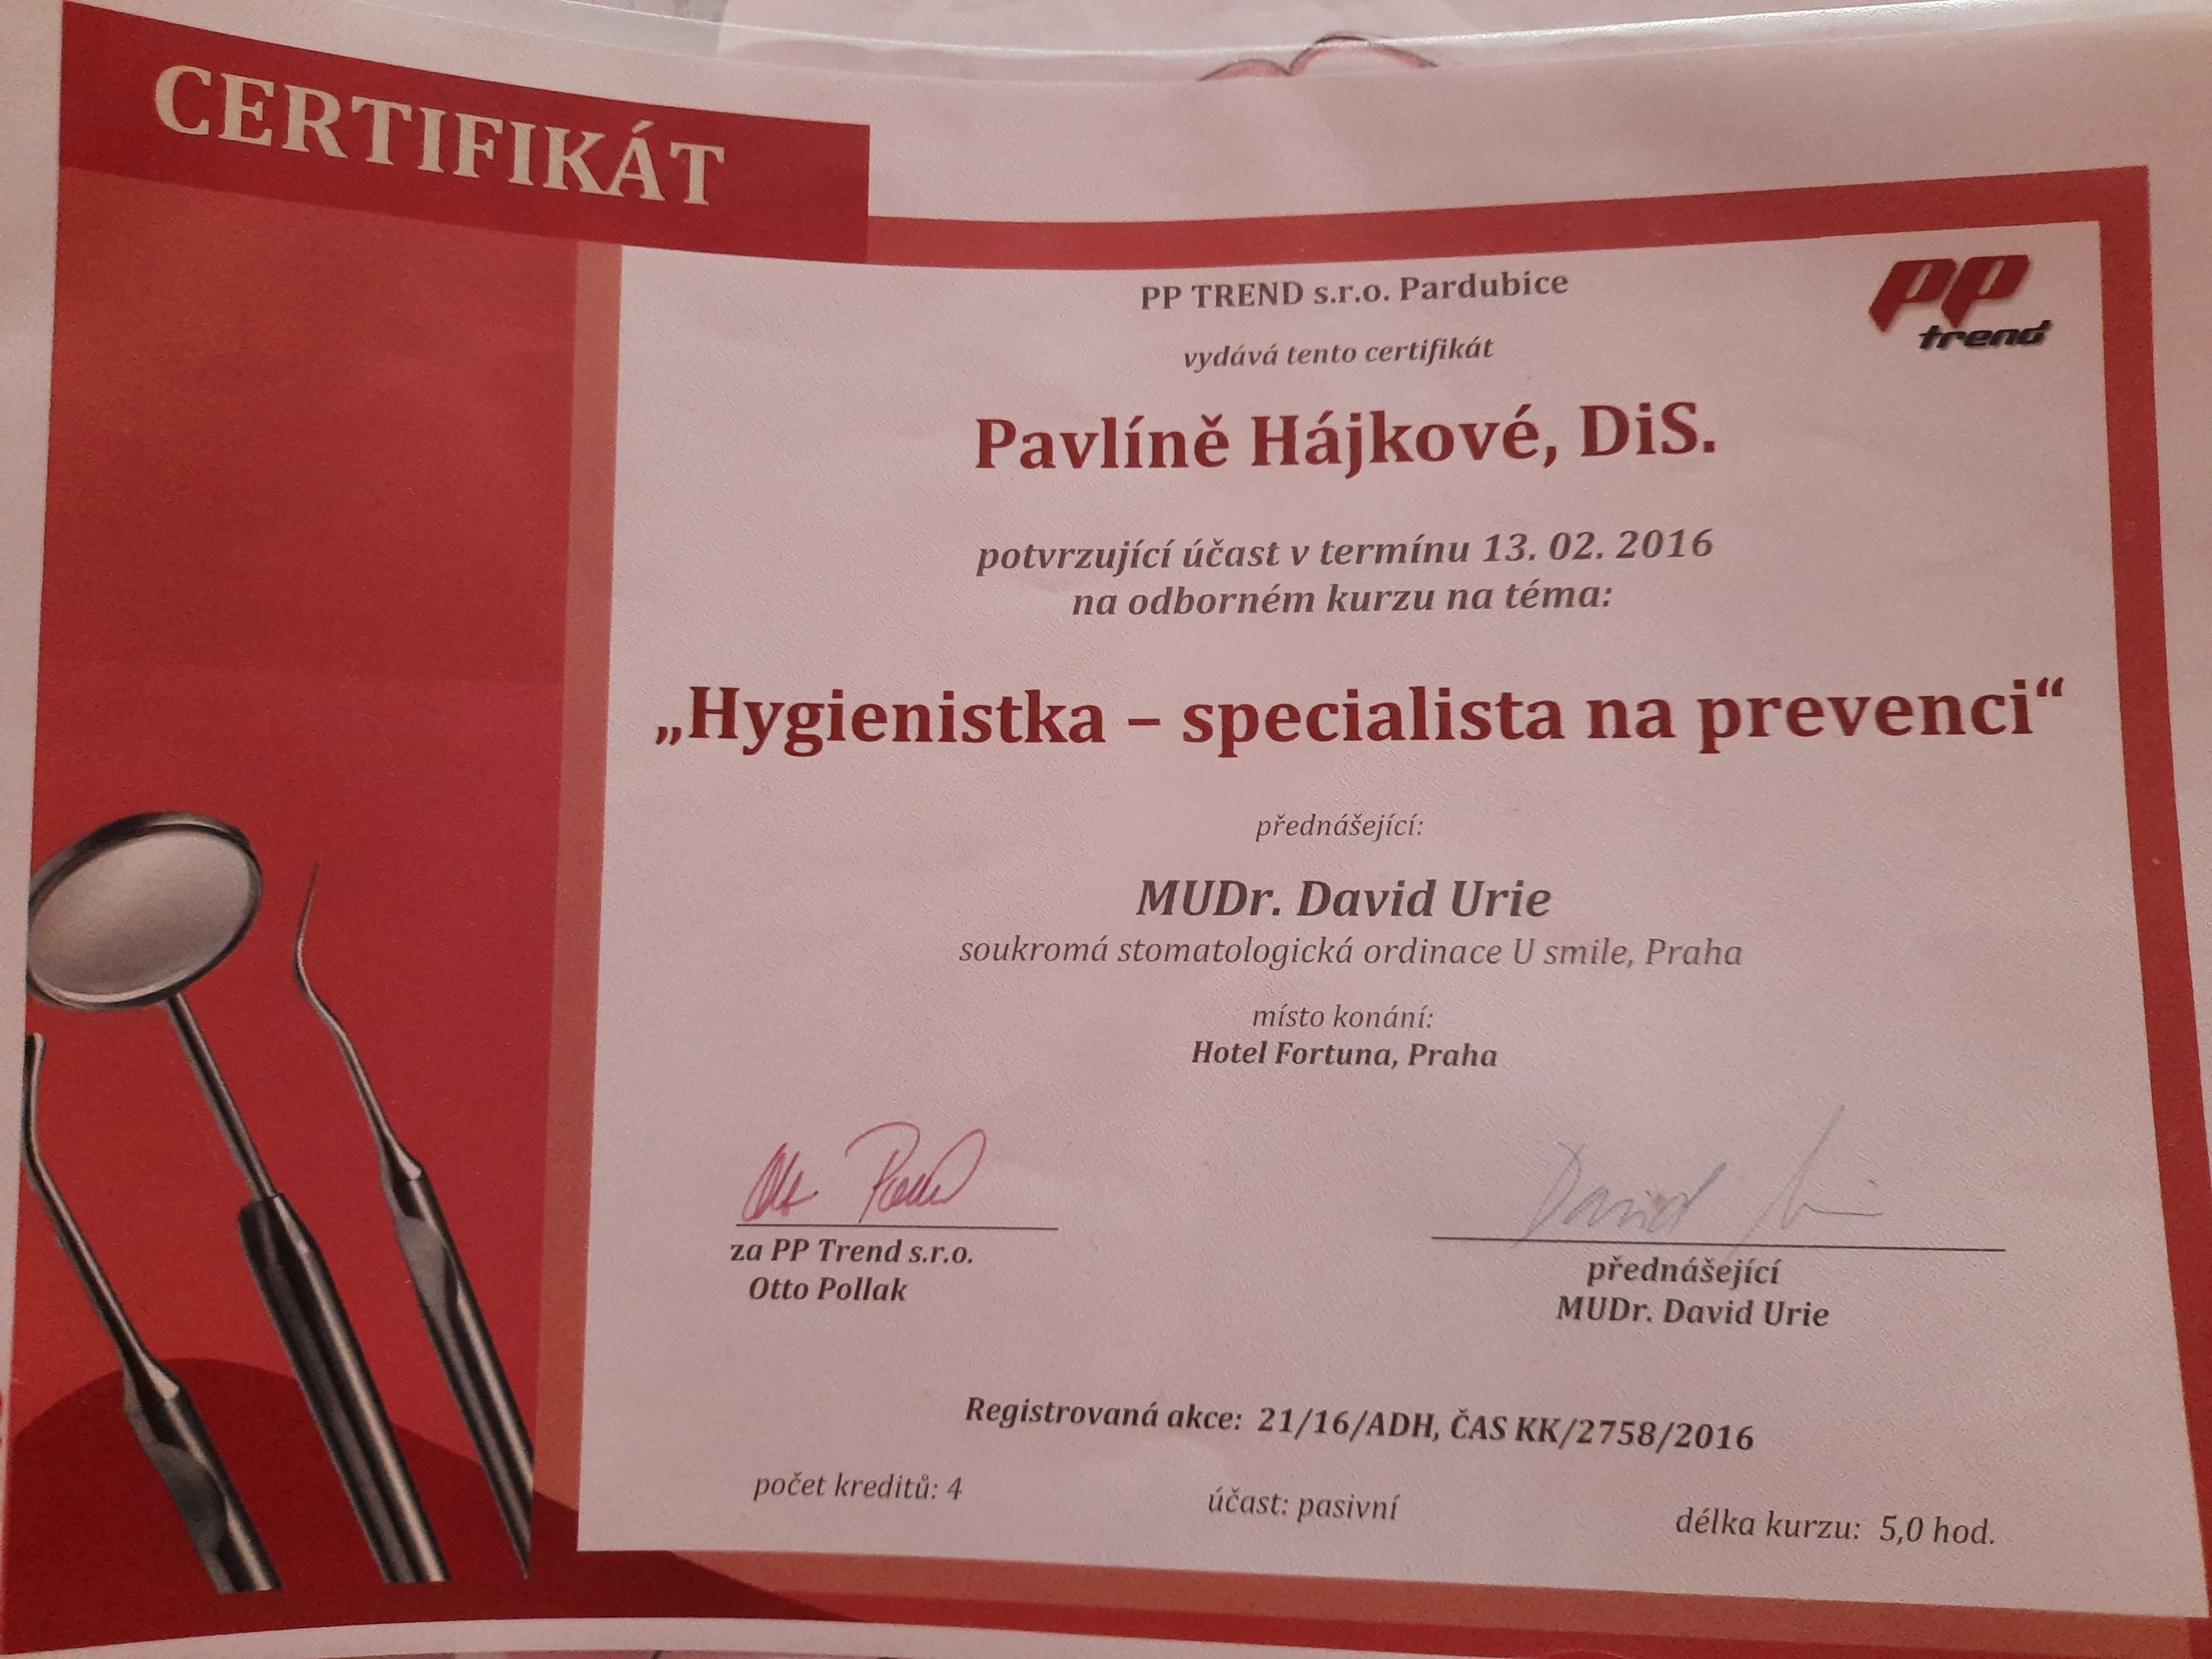 CERTIFIKÁT
PP TREND s.r.o. Pardubice
pp
trend
vydává tento certifikát
Pavlíně Hájkové, DiS.
potvrzující účast v termínu 13. 02. 2016
na odborném kurzu na téma:
„Hygienistka – specialista na prevenci“
přednášející:
MUDr. David Urie
soukromá stomatologická ordinace U smile, Praha
místo konání:
Hotel Fortuna, Praha
za PP Trend s.r.o.
Otto Pollak
David
přednášející
MUDr. David Urie
Registrovaná akce: 21/16/ADH, ČAS KK/2758/2016
počet kreditů: 4
účast: pasivní
délka kurzu: 5,0 hod.